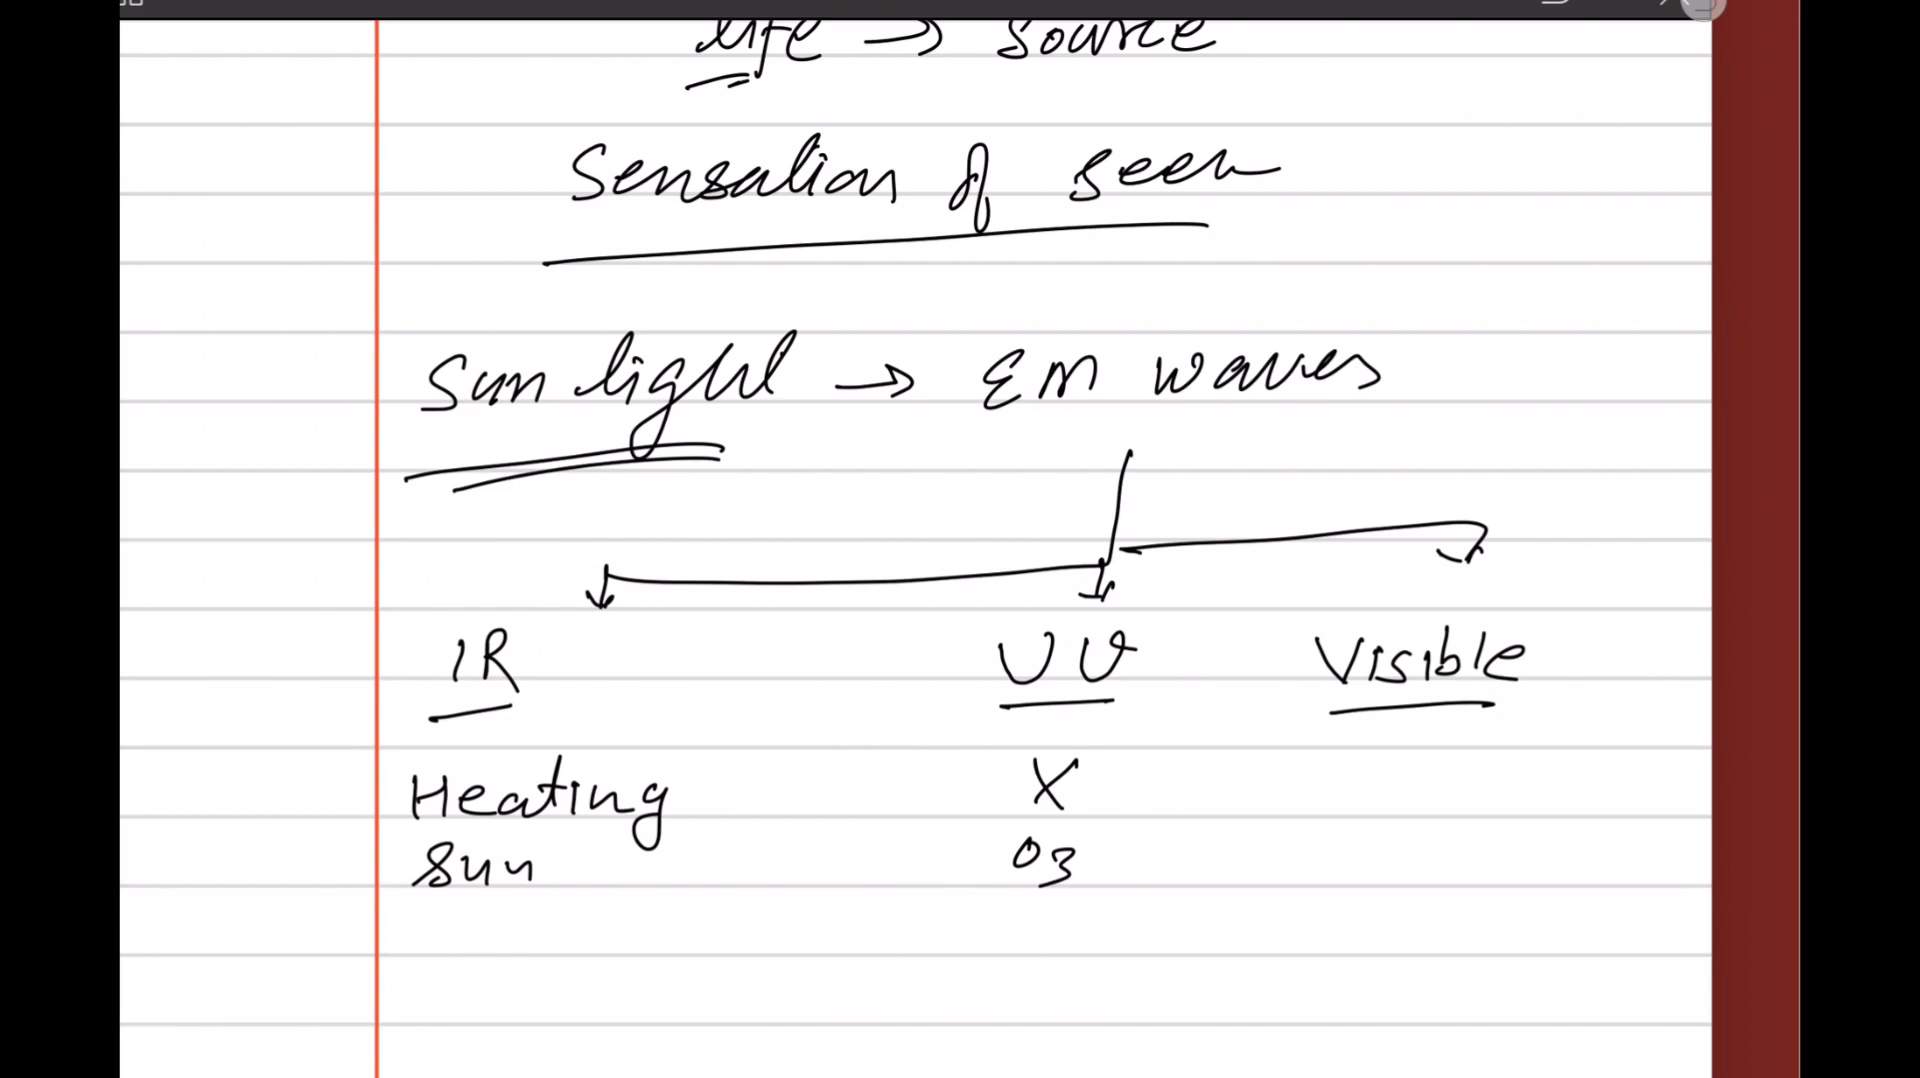 life → source
Sensation of seen
Sun light → EM waves
IR UV Visible
Heating X
Sun O3